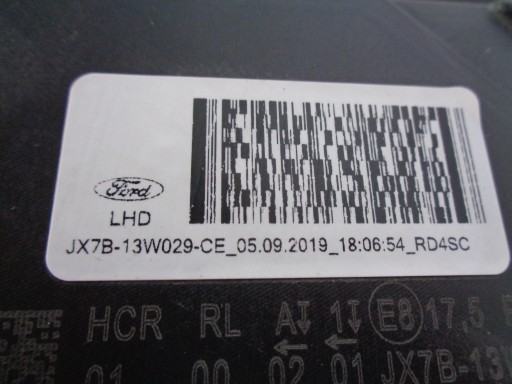 Ford
LHD
JX7B-13W029-CE_05.09.2019_18:06:54_RD4SC
HCR RL A 1 E8 17,5
01 00 02 01 JX7B-13W